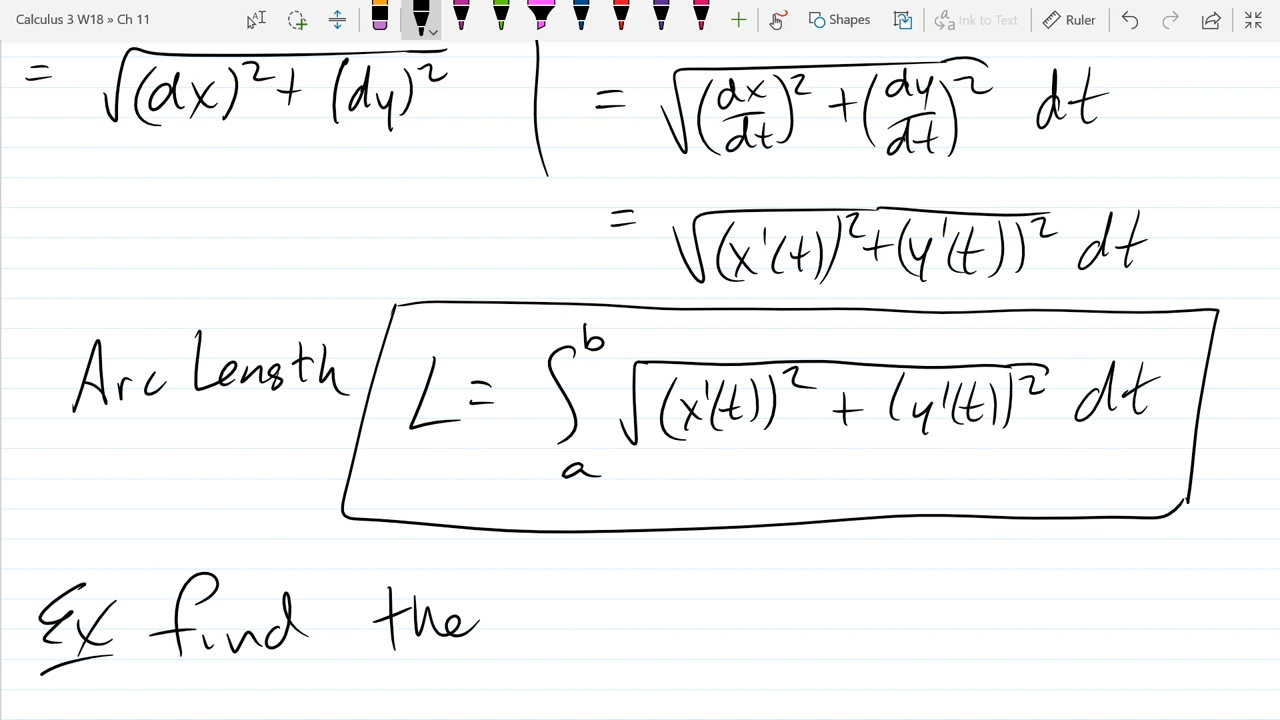 Calculus 3 W18 » Ch 11
Shapes
Ink to Text
Ruler
= √(dx)² + (dy)²
= √(dx/dt)² + (dy/dt)² dt
= √(x'(t))² + (y'(t))² dt
Arc Length L = ∫ₐᵇ √(x'(t))² + (y'(t))² dt
Ex find the